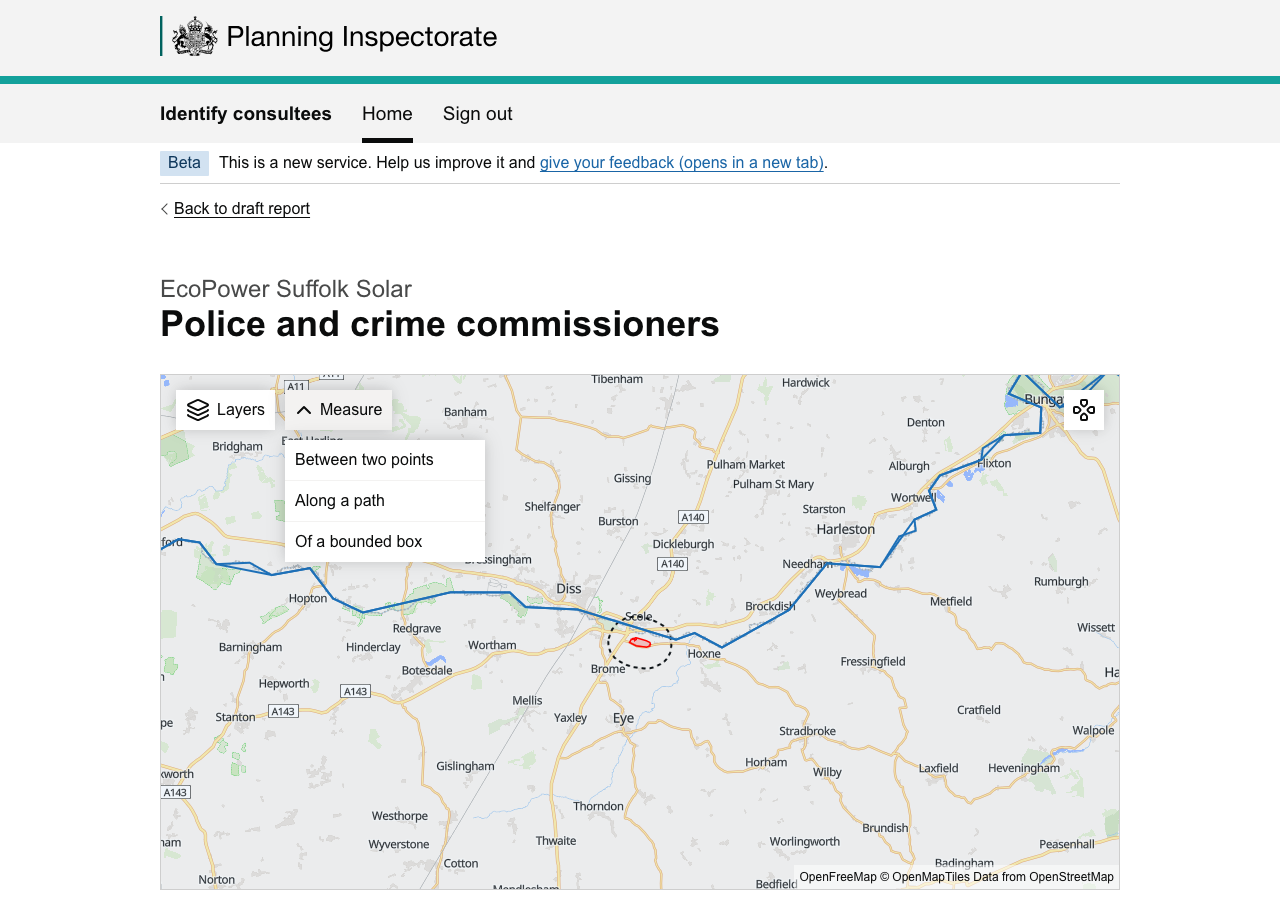 Planning Inspectorate
Identify consultees Home Sign out
Beta This is a new service. Help us improve it and give your feedback (opens in a new tab).
Back to draft report
EcoPower Suffolk Solar
Police and crime commissioners
Tibenham
Hardwick
A11
Layers
Measure
Banham
Denton
Bridgham
Between two points
Along a path
Of a bounded box
Pulham Market
Alburgh
Flixton
Gissing
Pulham St Mary
Wortwell
Shelfanger
Starston
Burston
A140
Harleston
Dickleburgh
A140
Needham
Diss
Rumburgh
Hopton
Weybread
Metfield
Brockdish
Scole
Redgrave
Wissett
Barningham
Hinderclay
Wortham
Hoxne
Fressingfield
Botesdale
Brome
Hepworth
A143
Mellis
Cratfield
Stanton
A143
Yaxley
Eye
Stradbroke
Walpole
Gislingham
Horham
Wilby
Laxfield
Heveningham
A143
Thorndon
Westhorpe
Brundish
Wyverstone
Thwaite
Worlingworth
Peasenhall
Cotton
Badingham
Norton
Mendlesham
Bedfield
OpenFreeMap © OpenMapTiles Data from OpenStreetMap